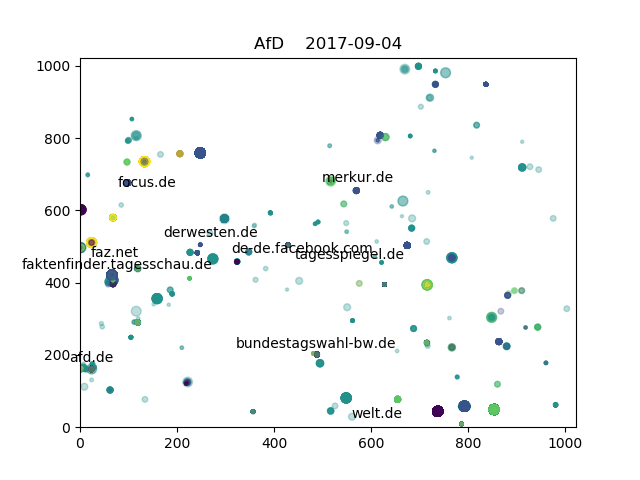 AfD    2017-09-04
1000
800
600
400
200
0
0 200 400 600 800 1000
focus.de
merkur.de
derwesten.de
de-de.facebook.com
faz.net
tagesspiegel.de
faktenfinder.tagesschau.de
bundestagswahl-bw.de
afd.de
welt.de